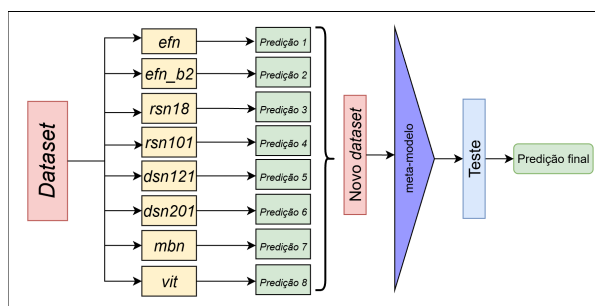 Dataset
efn
Predição 1
efn_b2
Predição 2
rsn18
Predição 3
rsn101
Predição 4
dsn121
Predição 5
dsn201
Predição 6
mbn
Predição 7
vit
Predição 8
Novo dataset
meta-modelo
Teste
Predição final